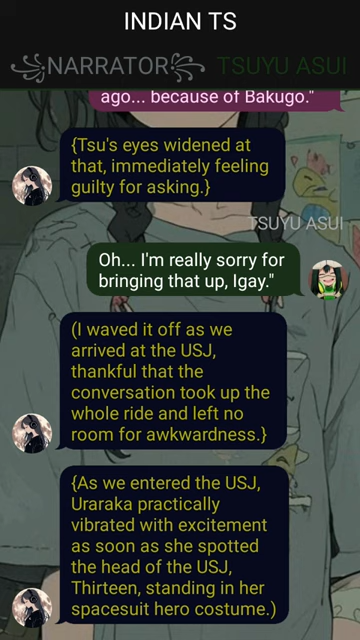 INDIAN TS
NARRATOR TSUYU ASUI
ago... because of Bakugo."
{Tsu's eyes widened at
that, immediately feeling
guilty for asking.}
TSUYU ASUI
Oh... I'm really sorry for
bringing that up, Igay."
(I waved it off as we
arrived at the USJ,
thankful that the
conversation took up the
whole ride and left no
room for awkwardness.}
{As we entered the USJ,
Uraraka practically
vibrated with excitement
as soon as she spotted
the head of the USJ,
Thirteen, standing in her
spacesuit hero costume.)